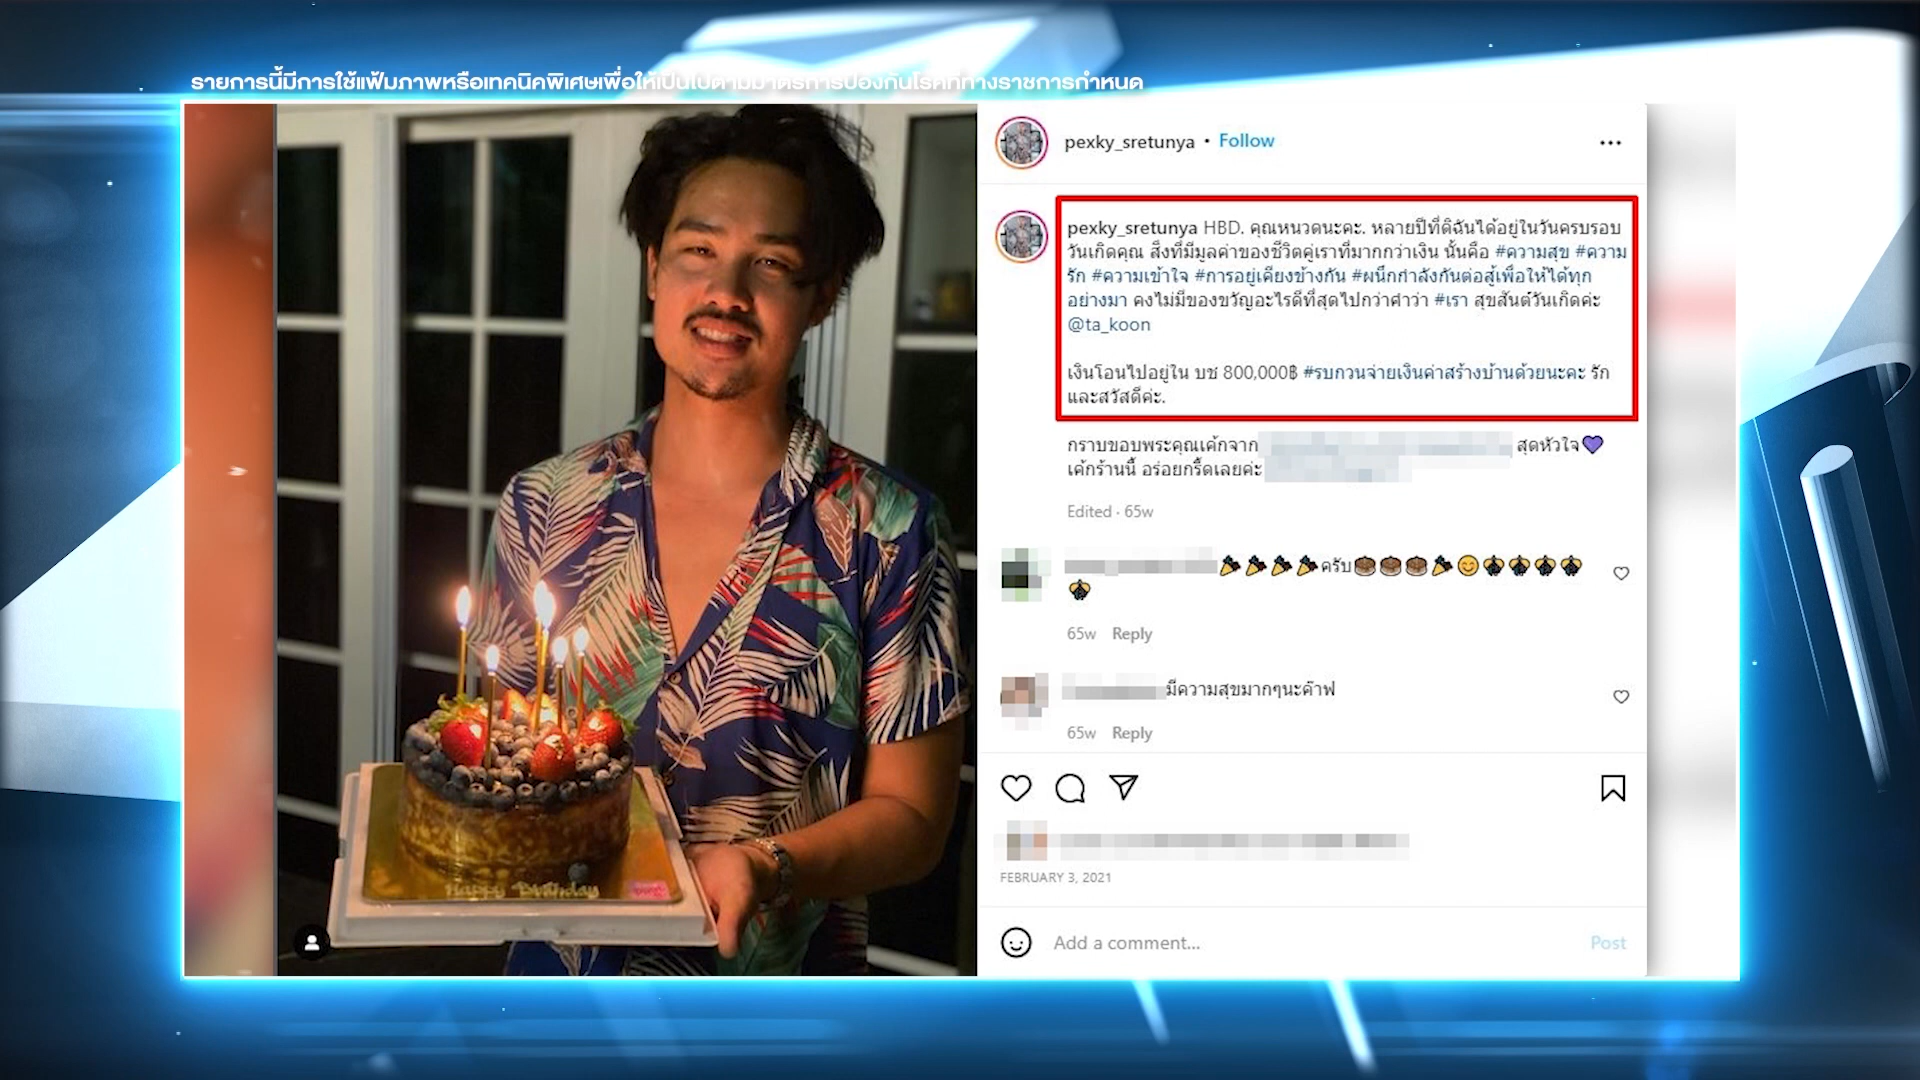 รายการนี้มีการใช้แฟ้มภาพหรือเทคนิคพิเศษเพื่อให้เป็นไปตามมาตรการป้องกันโรคที่ทางราชการกำหนด
pexky_sretunya • Follow
pexky_sretunya HBD. คุณหนวดนะคะ. หลายปีที่ดิฉันได้อยู่ในวันครบรอบ
วันเกิดคุณ สิ่งที่มีมูลค่าของชีวิตคู่เราที่มากกว่าเงิน นั้นคือ #ความสุข #ความ
รัก #ความเข้าใจ #การอยู่เคียงข้างกัน #ผนึกกำลังกันต่อสู้เพื่อให้ได้ทุก
อย่างมา คงไม่มีของขวัญอะไรดีที่สุดไปกว่าคำว่า #เรา สุขสันต์วันเกิดค่ะ
@ta_koon
เงินโอนไปอยู่ใน บช 800,000฿ #รบกวนจ่ายเงินค่าสร้างบ้านด้วยนะคะ รัก
และสวัสดีค่ะ.
กราบขอบพระคุณเค้กจาก สุดหัวใจ💜
เค้กร้านนี้ อร่อยกรี๊ดเลยค่ะ
Edited · 65w
ครับ
65w Reply
มีความสุขมากๆนะค๊าฟ
65w Reply
FEBRUARY 3, 2021
Add a comment...
Post
Happy Birthday